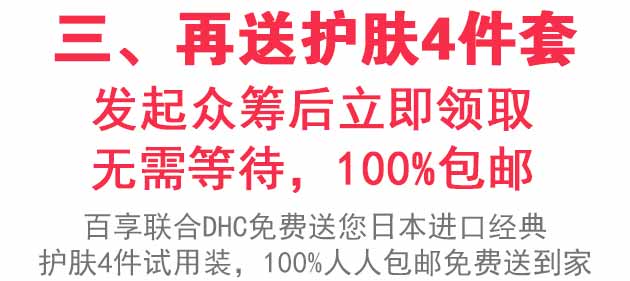 三、再送护肤4件套
发起众筹后立即领取
无需等待，100%包邮
百享联合DHC免费送您日本进口经典
护肤4件试用装，100%人人包邮免费送到家